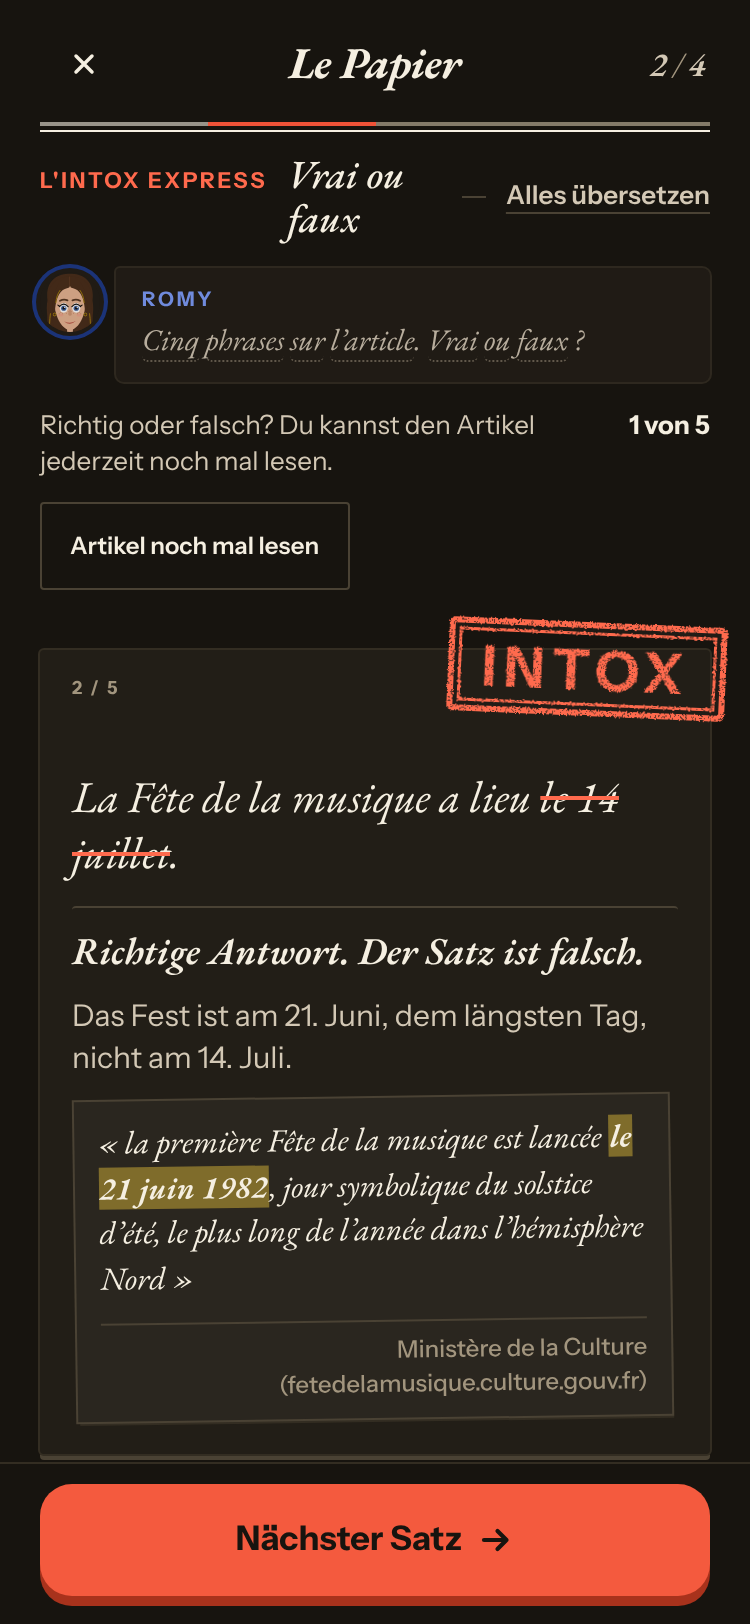 Le Papier
2 / 4
L'INTOX EXPRESS
Vrai ou
faux
— Alles übersetzen
ROMY
Cinq phrases sur l’article. Vrai ou faux ?
Richtig oder falsch? Du kannst den Artikel
jederzeit noch mal lesen.
1 von 5
Artikel noch mal lesen
INTOX
2 / 5
La Fête de la musique a lieu le 14
juillet.
Richtige Antwort. Der Satz ist falsch.
Das Fest ist am 21. Juni, dem längsten Tag,
nicht am 14. Juli.
« la première Fête de la musique est lancée le
21 juin 1982, jour symbolique du solstice
d’été, le plus long de l’année dans l’hémisphère
Nord »
Ministère de la Culture
(fetedelamusique.culture.gouv.fr)
Nächster Satz →